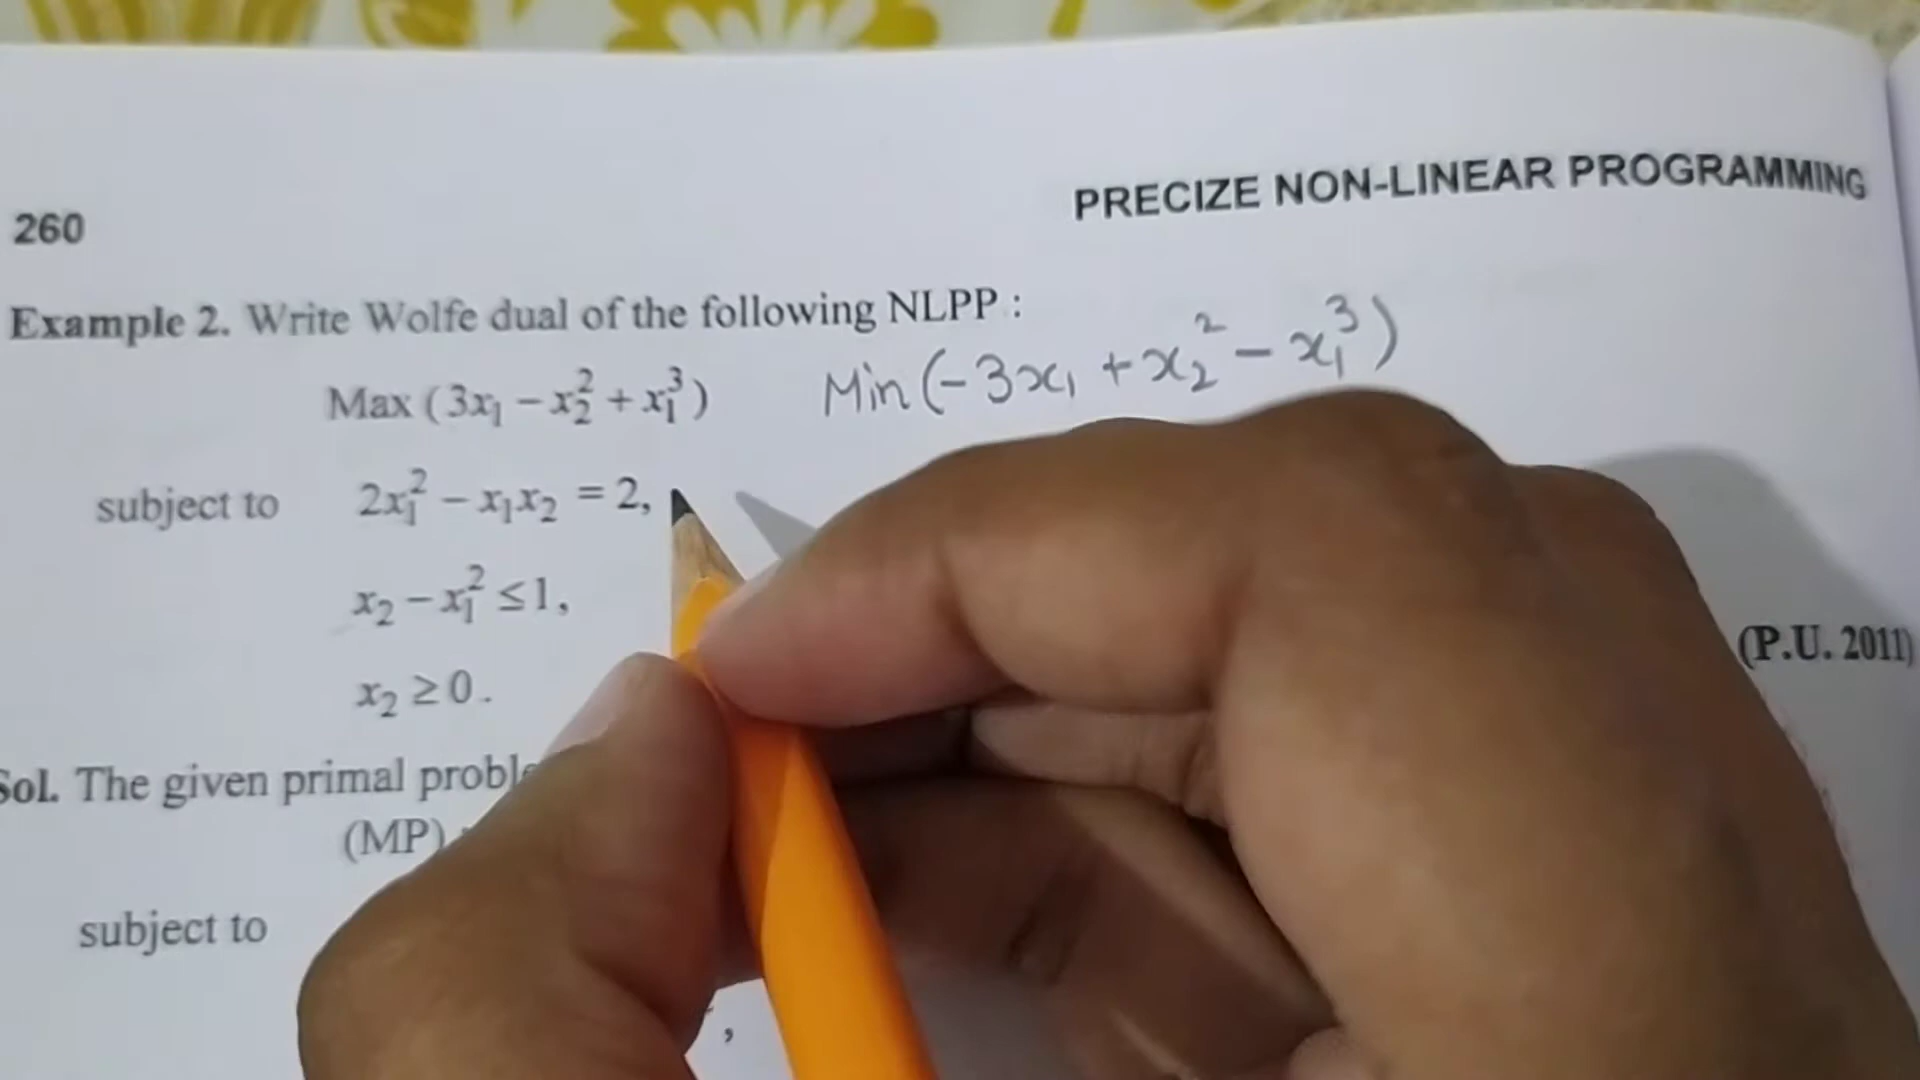 260
PRECIZE NON-LINEAR PROGRAMMING
Example 2. Write Wolfe dual of the following NLPP :
Max (3x₁ − x₂² + x₁³) Min (−3x₁ + x₂² − x₁³)
subject to 2x₁² − x₁x₂ = 2,
x₂ − x₁² ≤ 1,
(P.U. 2011)
x₂ ≥ 0.
Sol. The given primal
(MP)
subject to
,